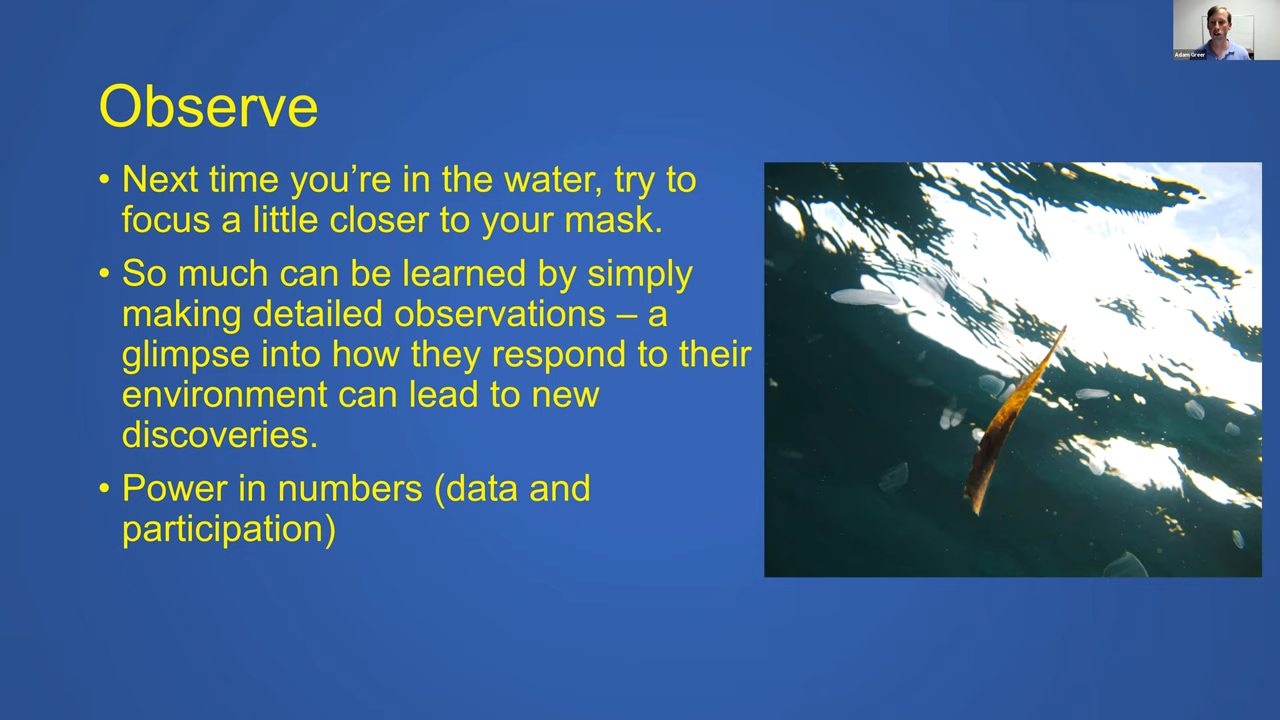 Adam Greer
Observe
• Next time you’re in the water, try to
focus a little closer to your mask.
• So much can be learned by simply
making detailed observations – a
glimpse into how they respond to their
environment can lead to new
discoveries.
• Power in numbers (data and
participation)